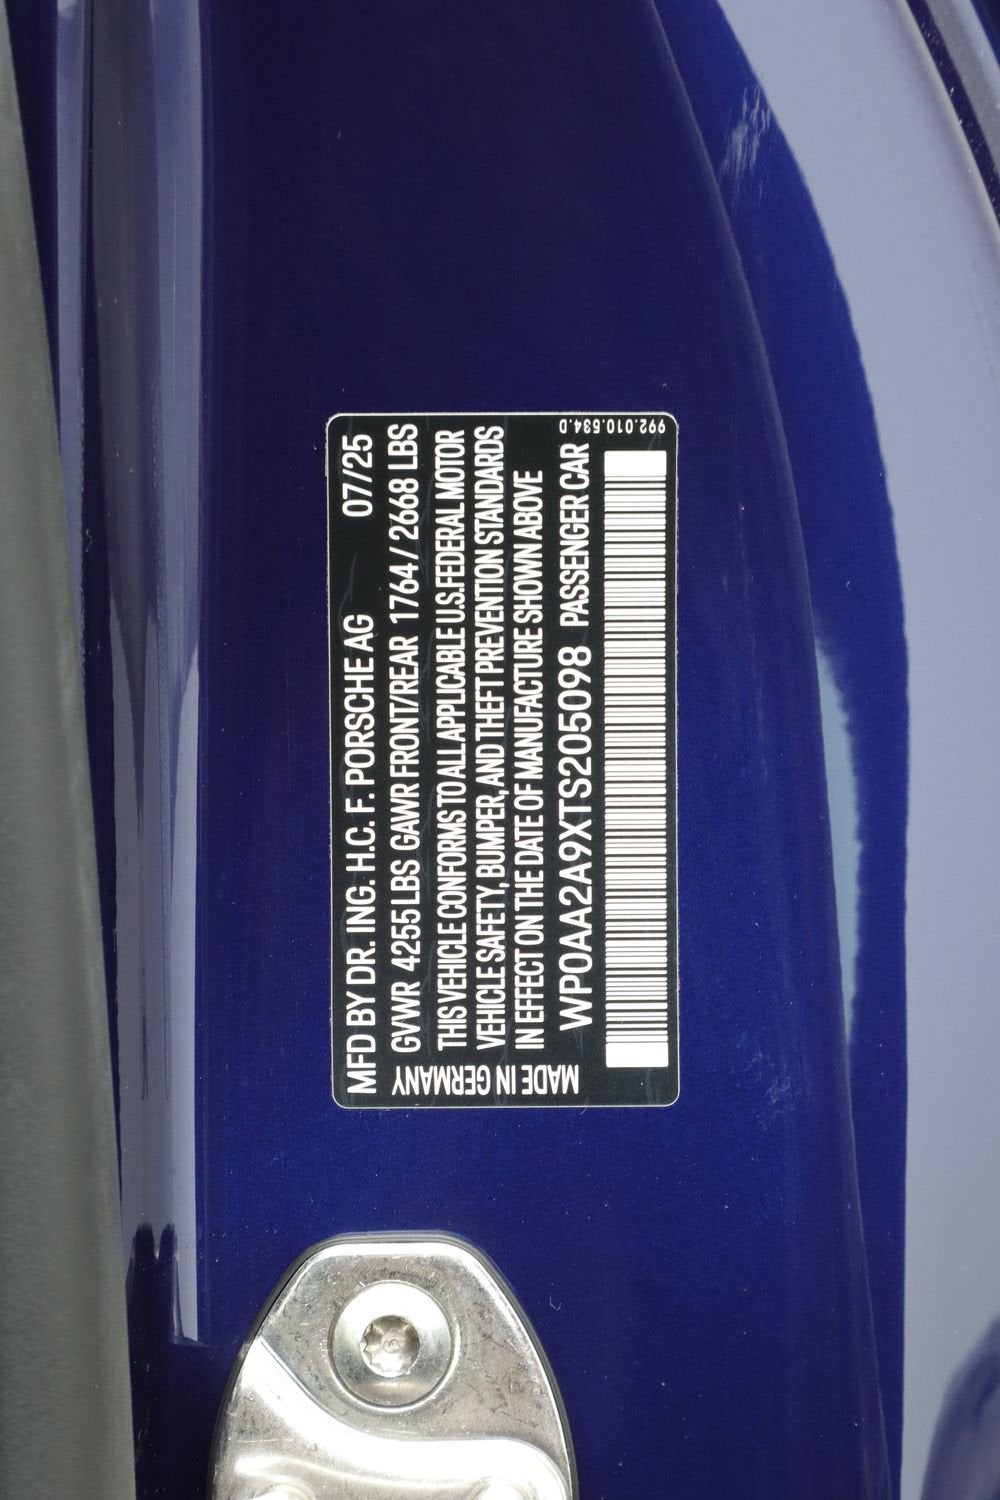 MFD BY DR. ING. H.C. F. PORSCHE AG 07/25
GVWR 4255 LBS GAWR FRONT/REAR 1764 / 2668 LBS
THIS VEHICLE CONFORMS TO ALL APPLICABLE U.S.FEDERAL MOTOR
VEHICLE SAFETY, BUMPER, AND THEFT PREVENTION STANDARDS
IN EFFECT ON THE DATE OF MANUFACTURE SHOWN ABOVE
WP0AA2A9XTS205098 PASSENGER CAR
MADE IN GERMANY
992.010.534.D